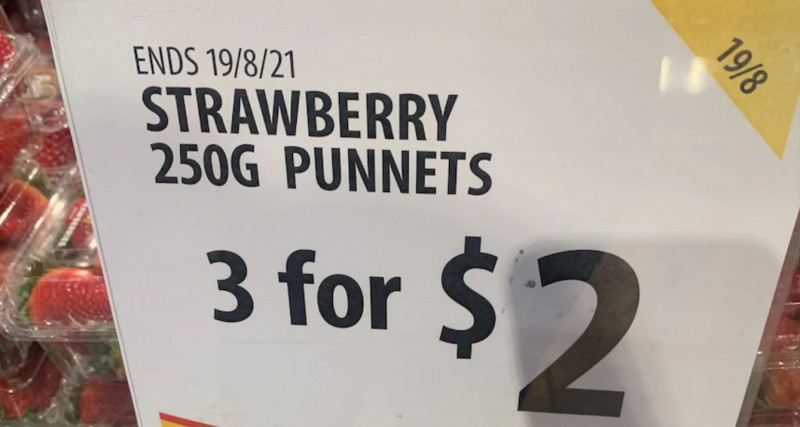 ENDS 19/8/21
19/8
STRAWBERRY
250G PUNNETS
3 for $2